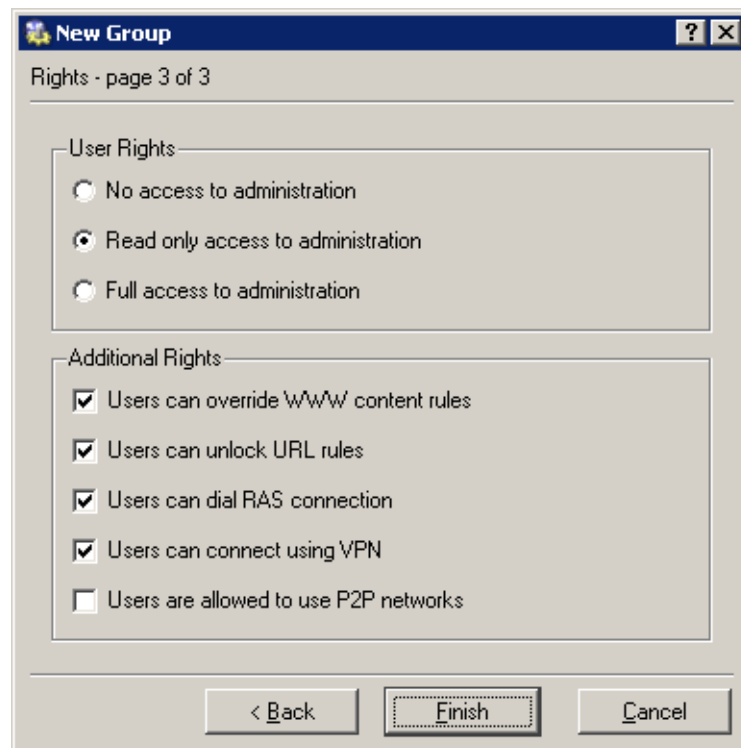 New Group
Rights - page 3 of 3
User Rights
No access to administration
Read only access to administration
Full access to administration
Additional Rights
Users can override WWW content rules
Users can unlock URL rules
Users can dial RAS connection
Users can connect using VPN
Users are allowed to use P2P networks
< Back Finish Cancel